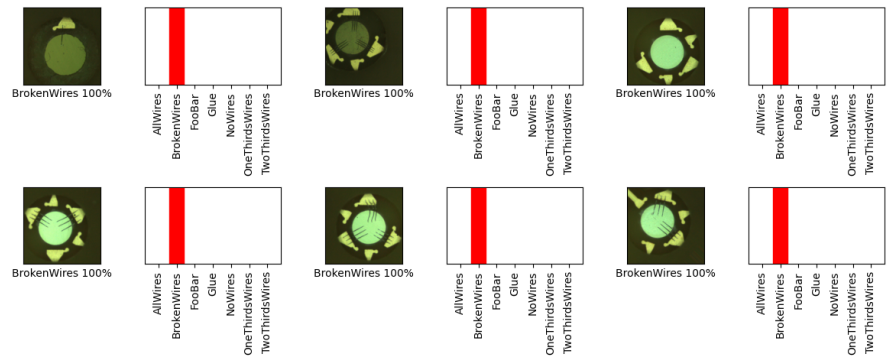 BrokenWires 100%
AllWires
BrokenWires
FooBar
Glue
NoWires
OneThirdsWires
TwoThirdsWires
BrokenWires 100%
AllWires
BrokenWires
FooBar
Glue
NoWires
OneThirdsWires
TwoThirdsWires
BrokenWires 100%
AllWires
BrokenWires
FooBar
Glue
NoWires
OneThirdsWires
TwoThirdsWires
BrokenWires 100%
AllWires
BrokenWires
FooBar
Glue
NoWires
OneThirdsWires
TwoThirdsWires
BrokenWires 100%
AllWires
BrokenWires
FooBar
Glue
NoWires
OneThirdsWires
TwoThirdsWires
BrokenWires 100%
AllWires
BrokenWires
FooBar
Glue
NoWires
OneThirdsWires
TwoThirdsWires